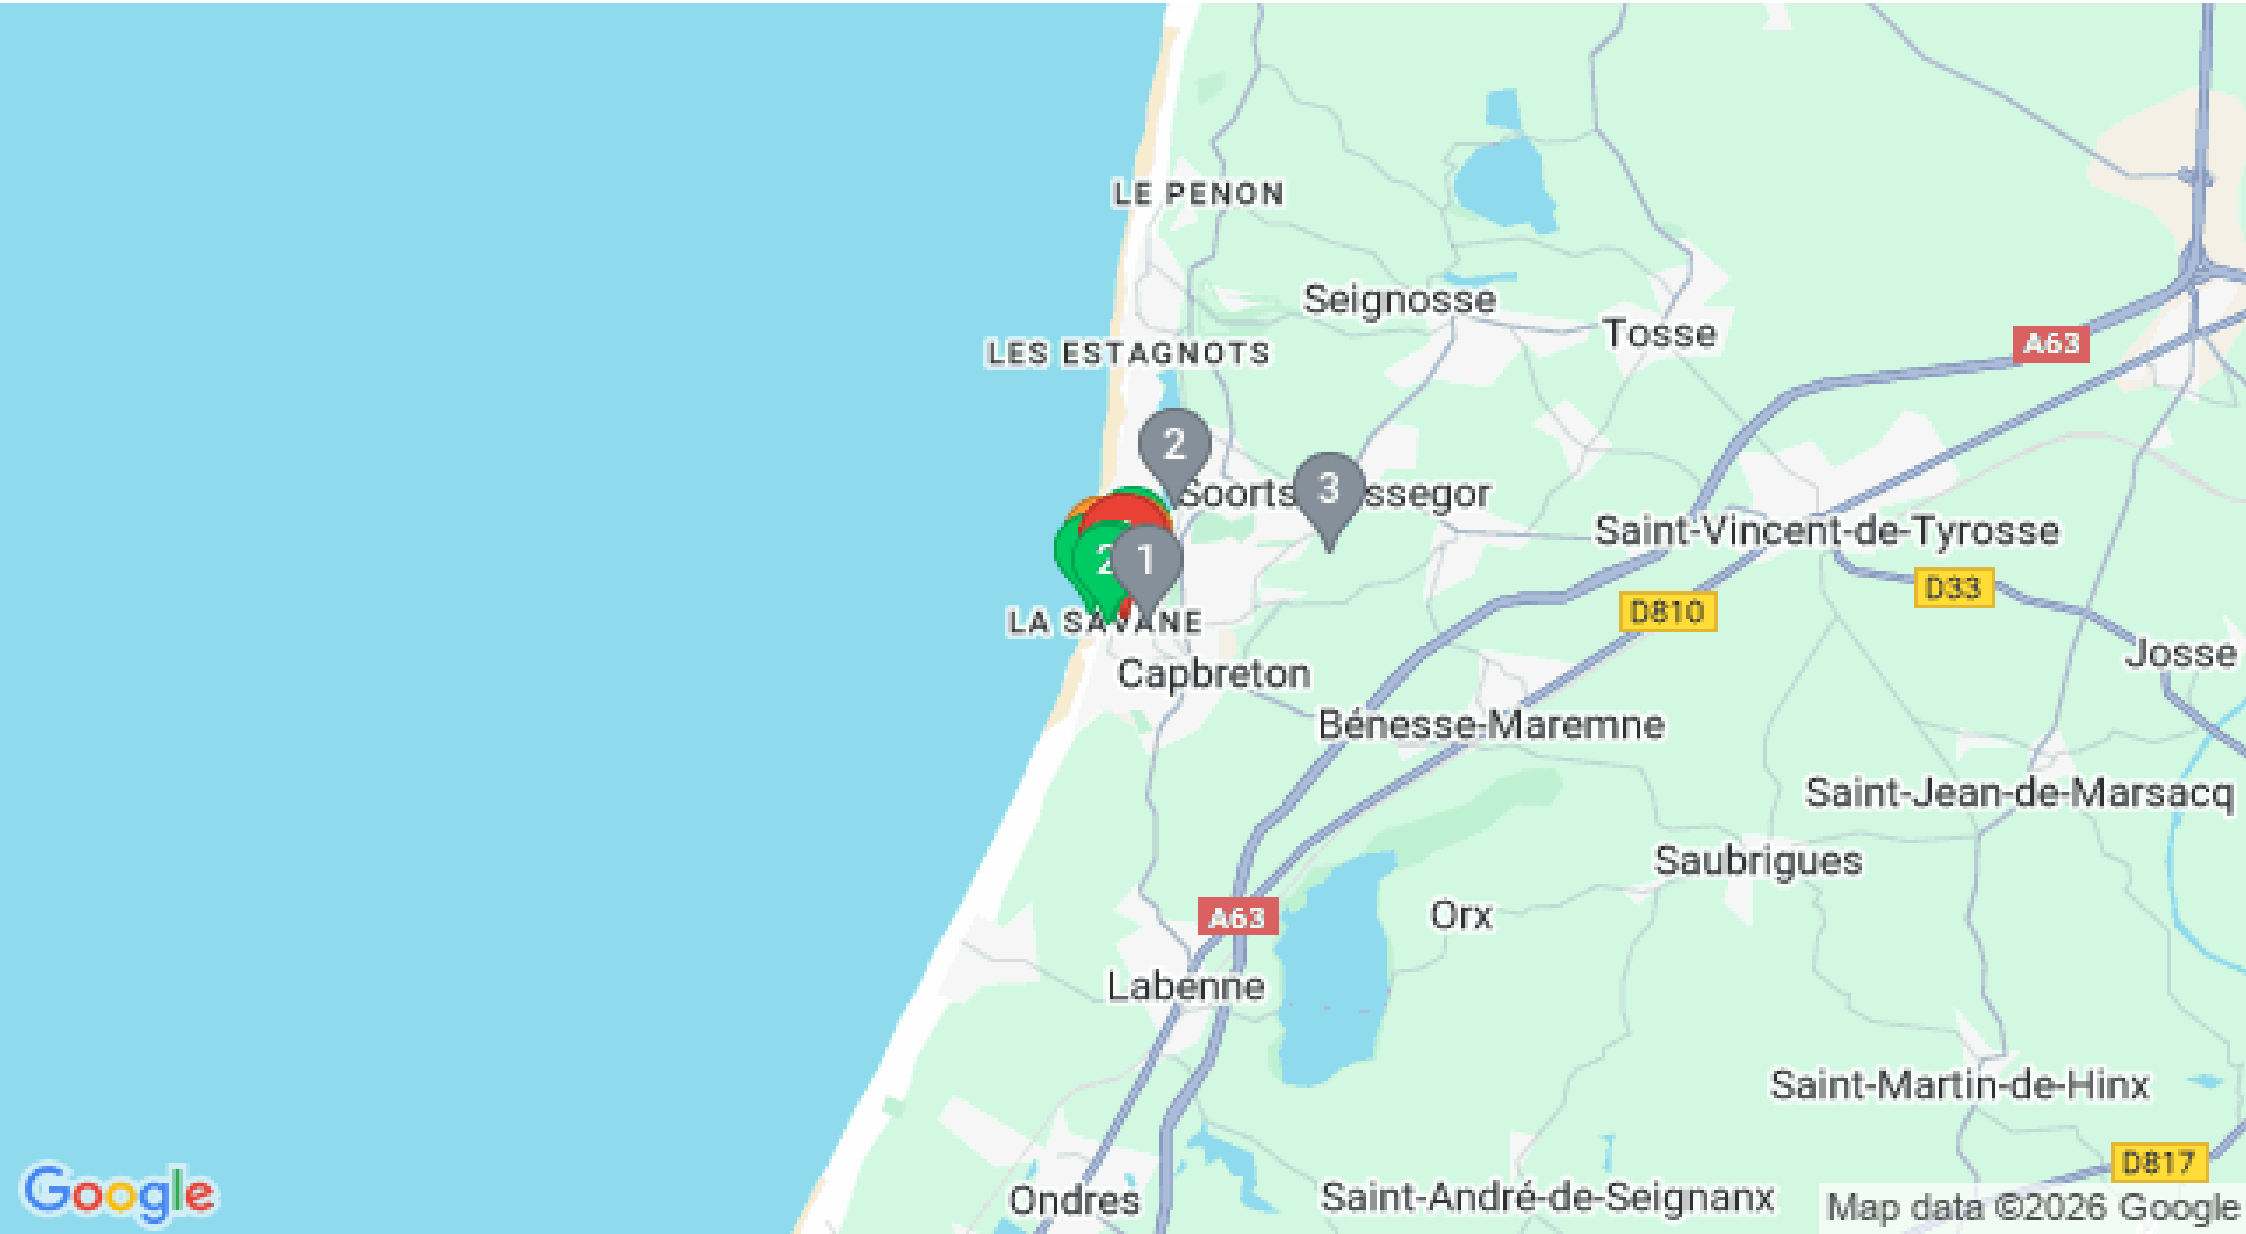 LE PENON
Seignosse
Tosse
A63
LES ESTAGNOTS
2
3
Soorts ssegor
Saint-Vincent-de-Tyrosse
2
1
D33
D810
LA SAVANE
Josse
Capbreton
Bénesse-Maremne
Saint-Jean-de-Marsacq
Saubrigues
A63
Orx
Labenne
Saint-Martin-de-Hinx
D817
Google
Ondres
Saint-André-de-Seignanx
Map data ©2026 Google